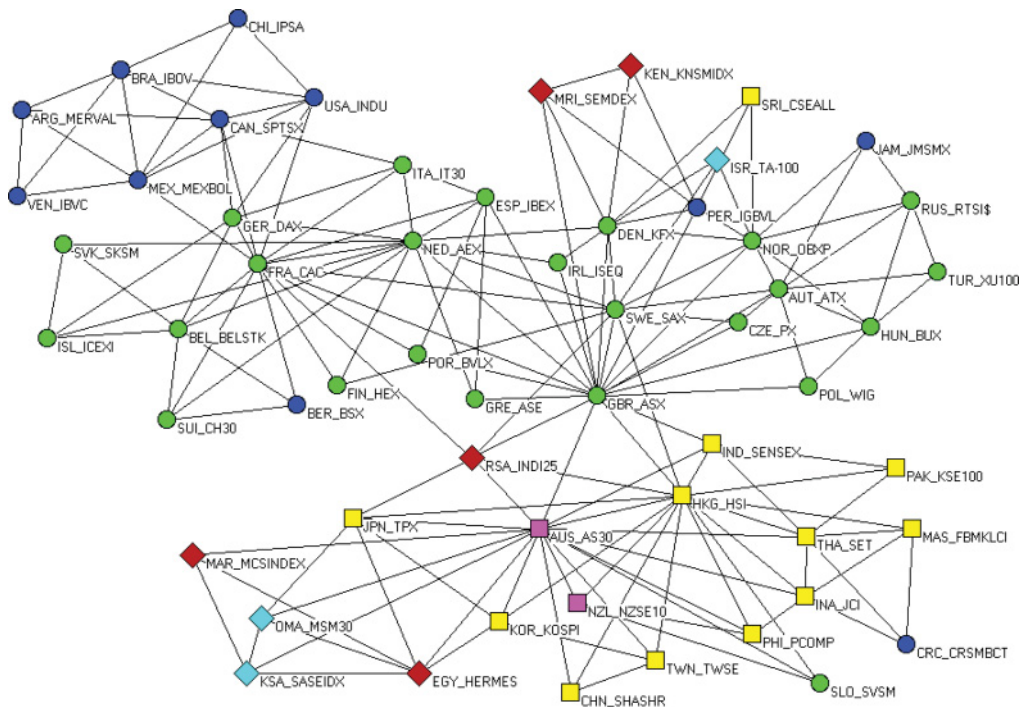 CHI_IPSA
BRA_IBOV
KEN_KNSMIDX
USA_INDU
MRI_SEMDEX
SRI_CSEALL
ARG_MERVAL
CAN_SPTSX
JAM_JMSMX
ISR_TA-100
ITA_IT30
MEX_MEXBOL
VEN_IBVC
ESP_IBEX
PER_IGBVL
RUS_RTSI$
GER_DAX
DEN_KFX
SVK_SKSM
NED_AEX
NOR_OBXP
FRA_CAC
IRL_ISEQ
TUR_XU100
AUT_ATX
SWE_SAX
CZE_PX
HUN_BUX
BEL_BELSTK
ISL_ICEXI
POR_BVLX
FIN_HEX
POL_WIG
GRE_ASE
GBR_ASX
BER_BSX
SUI_CH30
IND_SENSEX
RSA_INDI25
PAK_KSE100
HKG_HSI
JPN_TPX
AUS_AS30
THA_SET
MAS_FBMKLCI
MAR_MCSINDEX
INA_JCI
NZL_NZSE10
OMA_MSM30
KOR_KOSPI
PHI_PCOMP
CRC_CRSMBCT
TWN_TWSE
KSA_SASEIDX
EGY_HERMES
SLO_SVSM
CHN_SHASHR